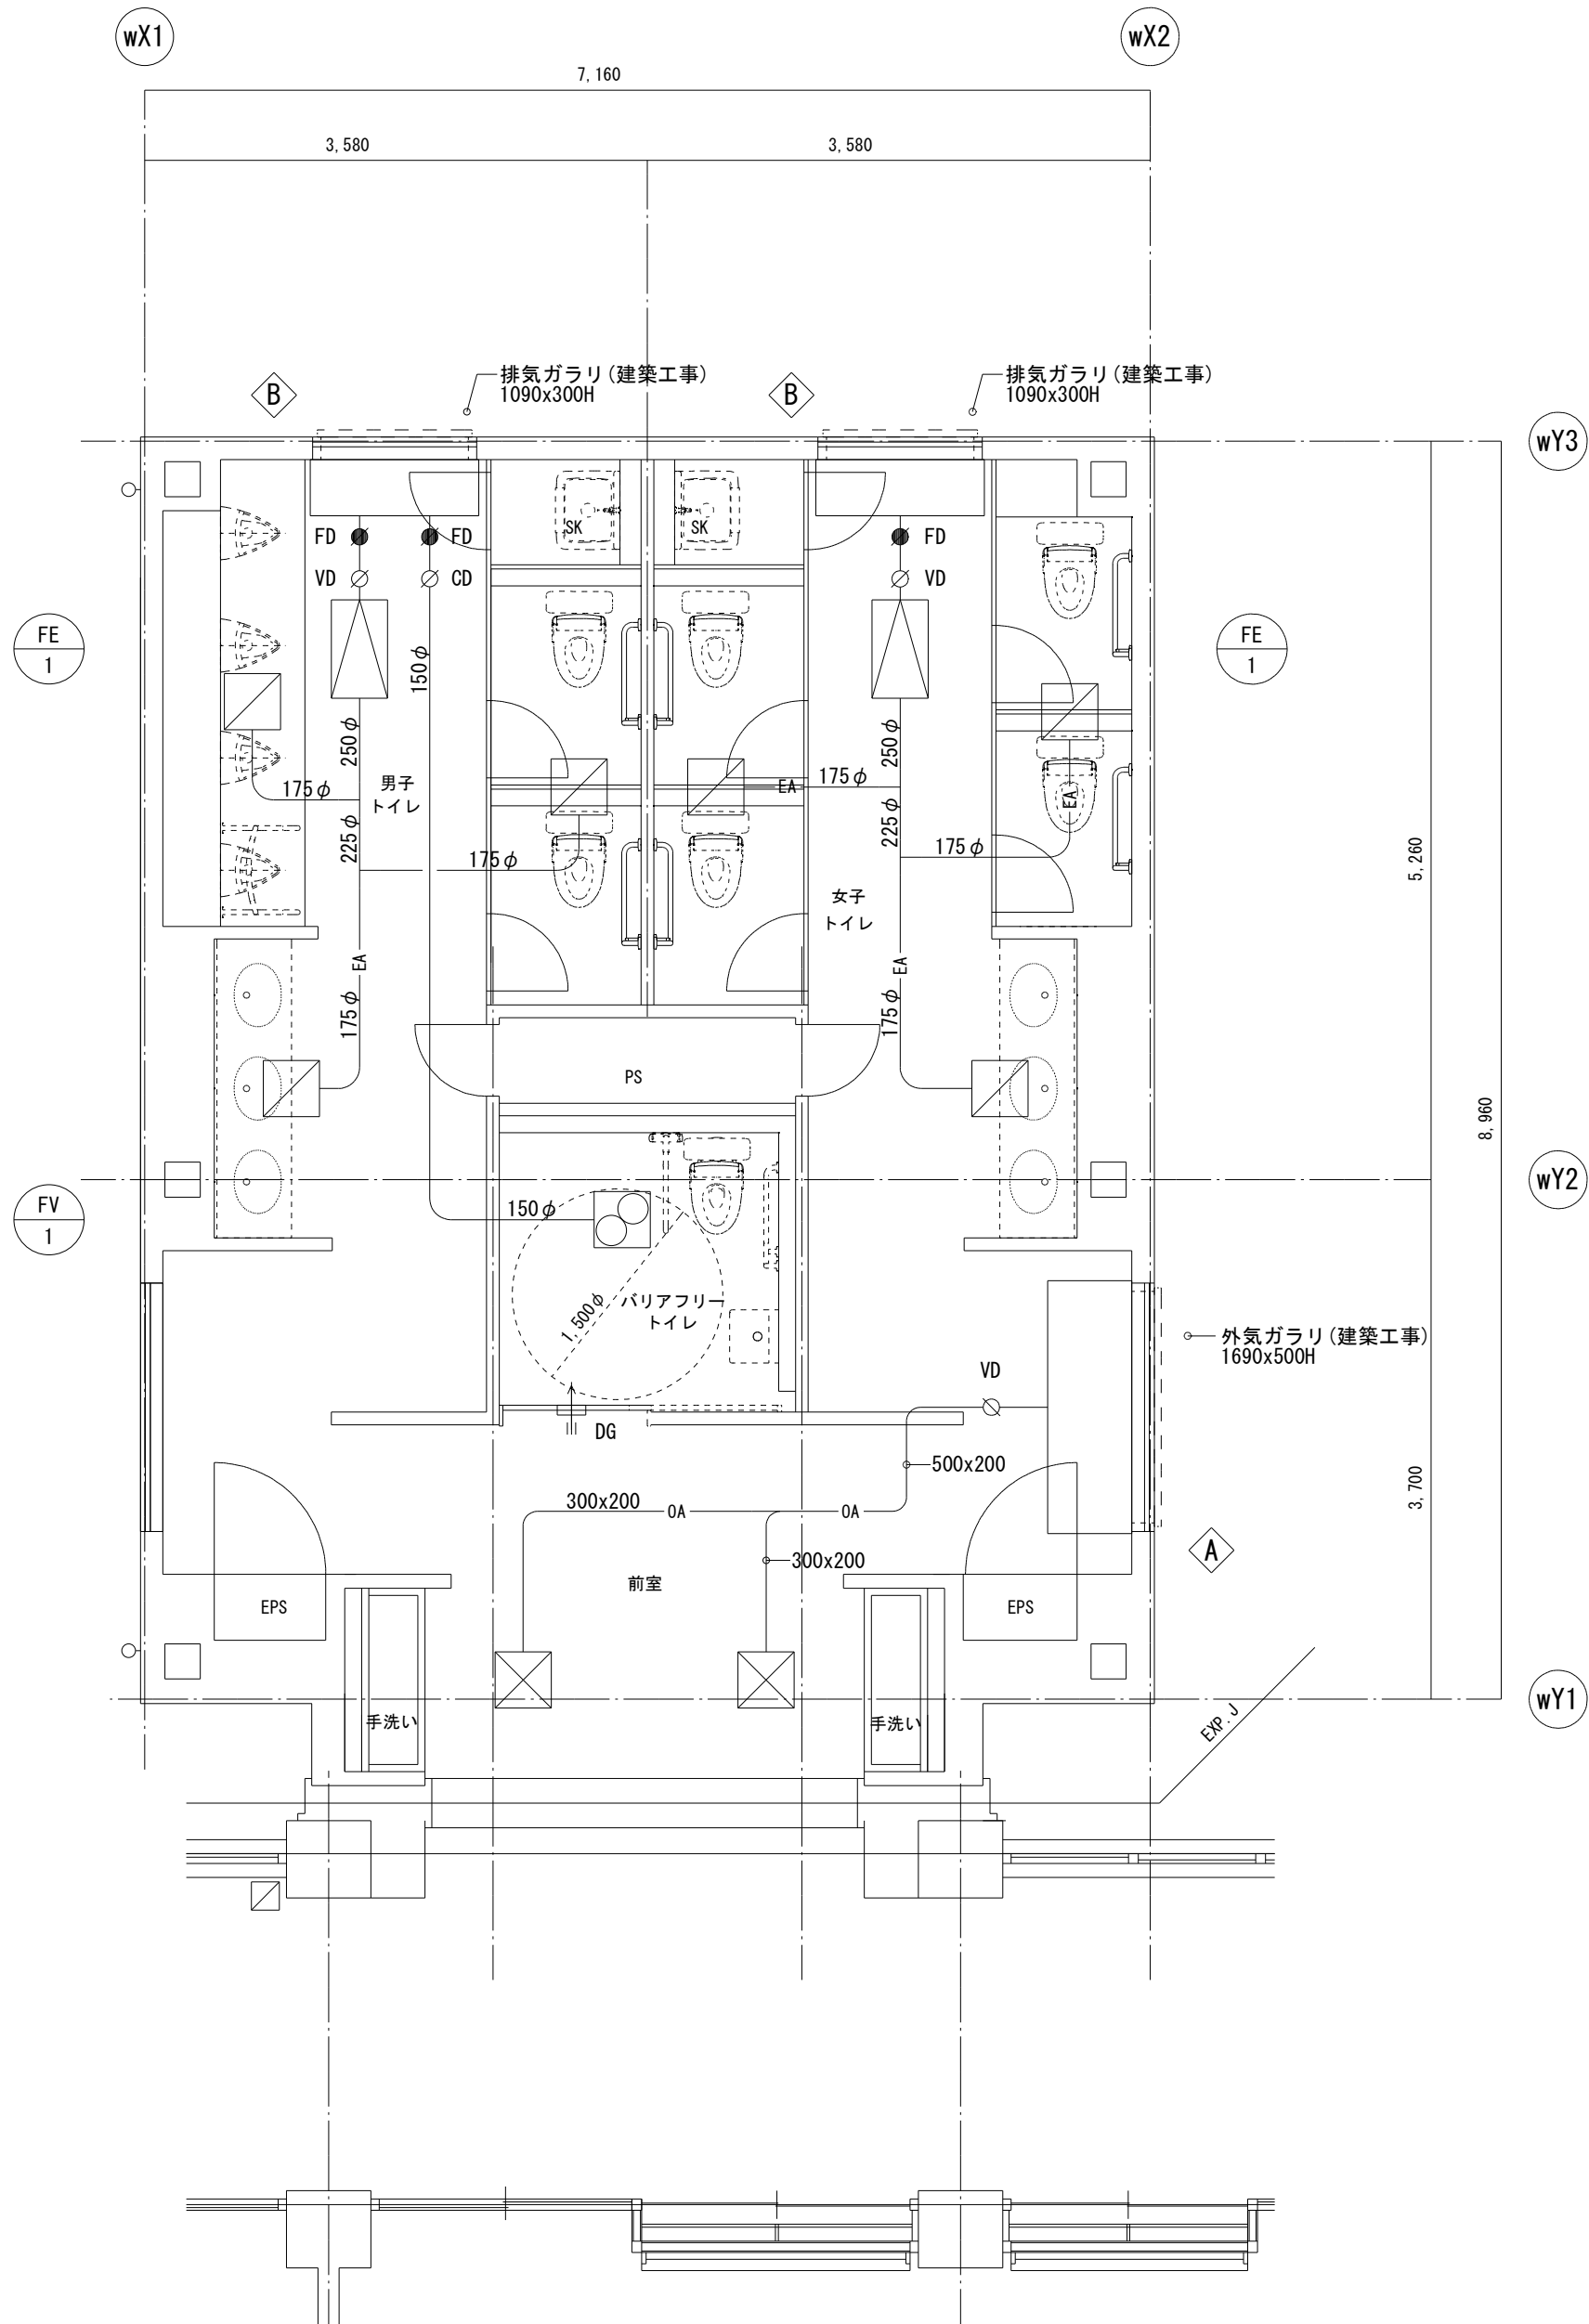 wX1
wX2
7,160
3,580
3,580
排気ガラリ(建築工事)
1090x300H
排気ガラリ(建築工事)
1090x300H
B
B
wY3
SK
SK
FD
FD
FD
VD
CD
VD
FE
1
FE
1
150φ
250φ
250φ
男子
トイレ
175φ
175φ
EA
EA
225φ
225φ
175φ
175φ
5,260
女子
トイレ
EA
EA
175φ
175φ
PS
8,960
wY2
FV
1
150φ
1,500φ
バリアフリー
トイレ
外気ガラリ(建築工事)
1690x500H
VD
DG
500x200
300x200
OA
OA
3,700
300x200
A
前室
EPS
EPS
wY1
手洗い
手洗い
EXP.J